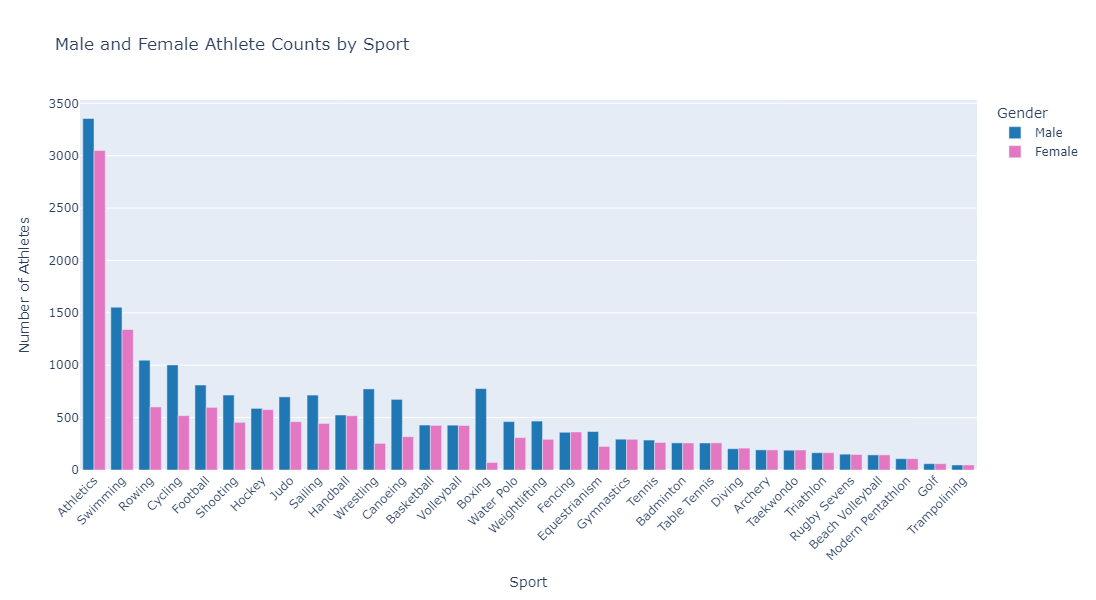 Male and Female Athlete Counts by Sport
Gender
Male
Female
Number of Athletes
3500
3000
2500
2000
1500
1000
500
0
Athletics
Swimming
Rowing
Cycling
Football
Shooting
Hockey
Judo
Sailing
Handball
Wrestling
Canoeing
Basketball
Volleyball
Boxing
Water Polo
Weightlifting
Fencing
Equestrianism
Gymnastics
Tennis
Badminton
Table Tennis
Diving
Archery
Taekwondo
Triathlon
Rugby Sevens
Beach Volleyball
Modern Pentathlon
Golf
Trampolining
Sport